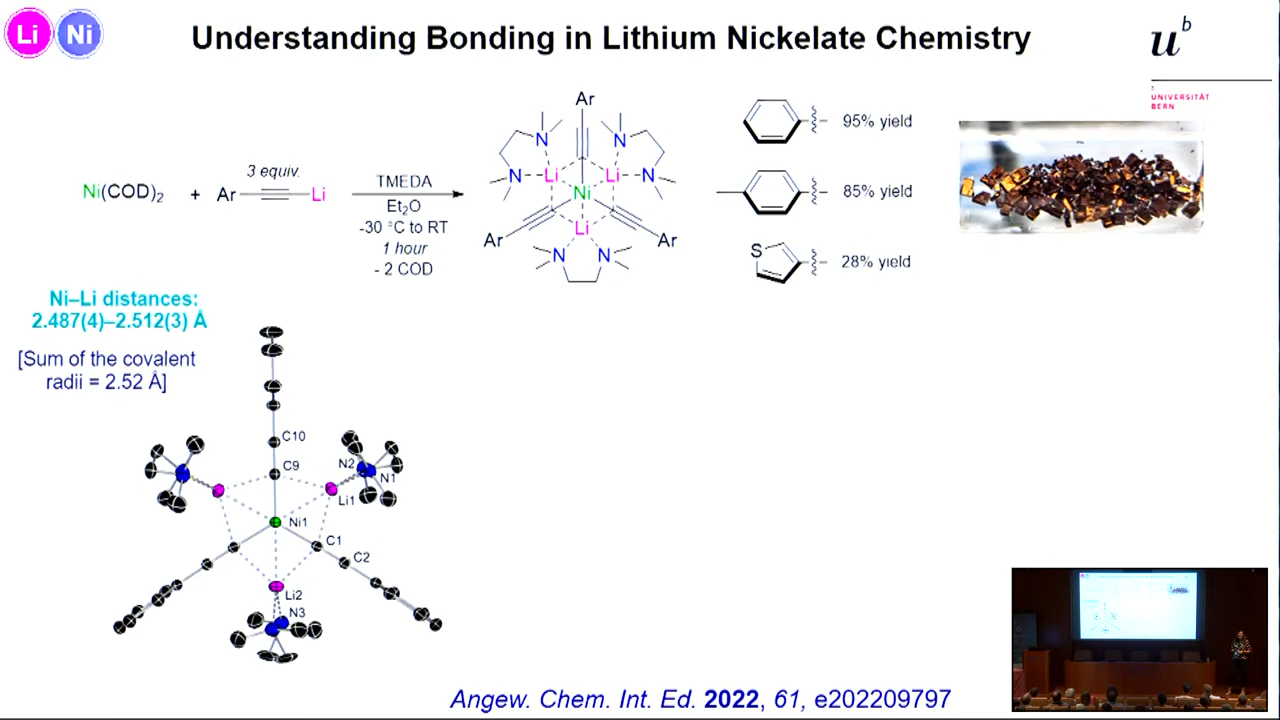 Li Ni
Understanding Bonding in Lithium Nickelate Chemistry
u^b
UNIVERSITÄT
BERN
Ni(COD)2 + Ar Li
3 equiv.
TMEDA
Et2O
-30 °C to RT
1 hour
- 2 COD
Ar
N N
N Li Li N
Ni
Li
Ar Ar
N N
95% yield
85% yield
S
28% yield
Ni–Li distances:
2.487(4)–2.512(3) Å
[Sum of the covalent
radii = 2.52 Å]
C10
C9
N2
N1
Li1
Ni1
C1
C2
Li2
N3
Angew. Chem. Int. Ed. 2022, 61, e202209797